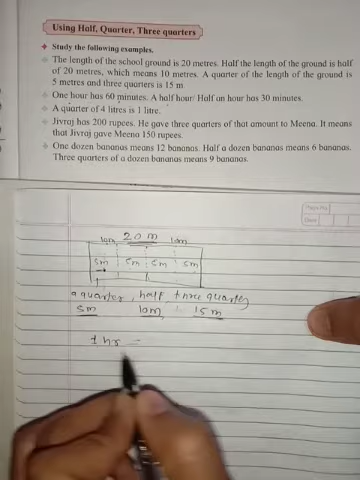 Using Half, Quarter, Three quarters
Study the following examples.
The length of the school ground is 20 metres. Half the length of the ground is half
of 20 metres, which means 10 metres. A quarter of the length of the ground is
5 metres and three quarters is 15 m.
One hour has 60 minutes. A half hour/ Half an hour has 30 minutes.
A quarter of 4 litres is 1 litre.
Jivraj has 200 rupees. He gave three quarters of that amount to Meena. It means
that Jivraj gave Meena 150 rupees.
One dozen bananas means 12 bananas. Half a dozen bananas means 6 bananas.
Three quarters of a dozen bananas means 9 bananas.
Page No.
Date
10m 20m 10m
5m 5m 5m 5m
a quarter, half, three quarter
5m 10m 15m
1 hr =